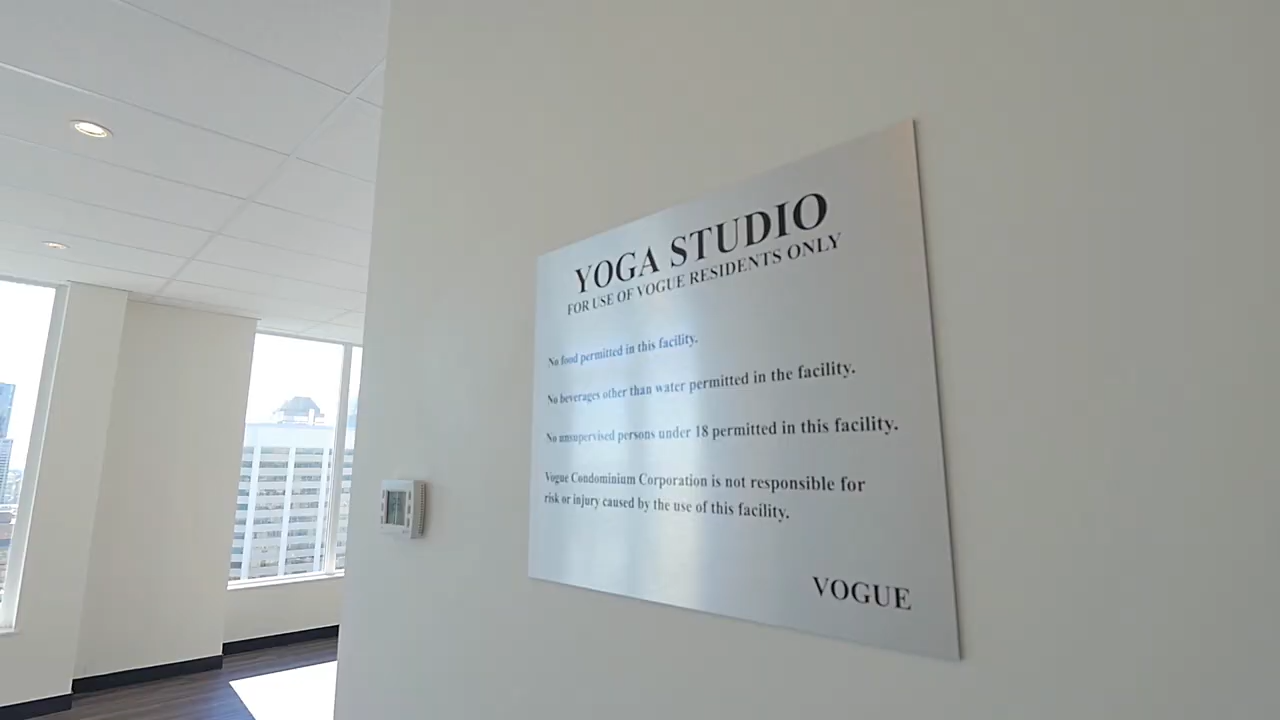 YOGA STUDIO
FOR USE OF VOGUE RESIDENTS ONLY
No food permitted in this facility.
No beverages other than water permitted in the facility.
No unsupervised persons under 18 permitted in this facility.
Vogue Condominium Corporation is not responsible for
risk or injury caused by the use of this facility.
VOGUE